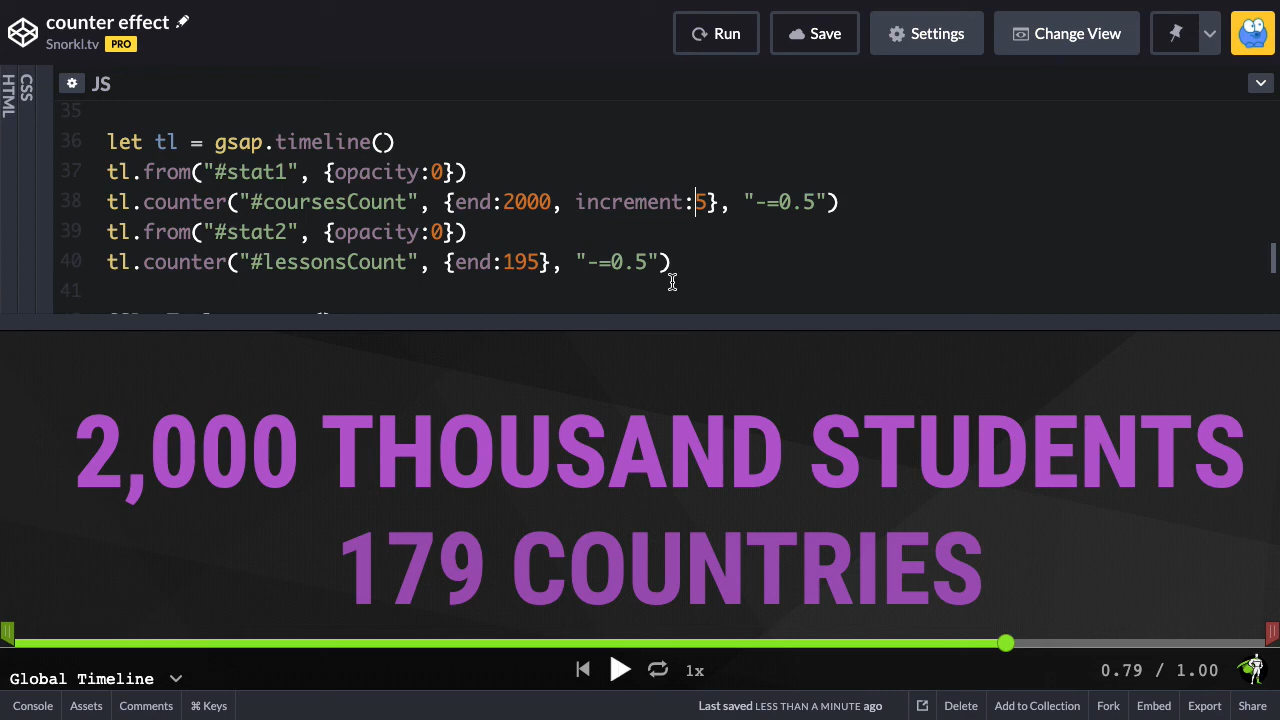 counter effect
Snorkl.tv PRO
Run
Save
Settings
Change View
HTML
CSS
JS
35
36 let tl = gsap.timeline()
37 tl.from("#stat1", {opacity:0})
38 tl.counter("#coursesCount", {end:2000, increment:5}, "-=0.5")
39 tl.from("#stat2", {opacity:0})
40 tl.counter("#lessonsCount", {end:195}, "-=0.5")
41
2,000 THOUSAND STUDENTS
179 COUNTRIES
Global Timeline
1x
0.79 / 1.00
Console Assets Comments ⌘ Keys Last saved LESS THAN A MINUTE ago Delete Add to Collection Fork Embed Export Share